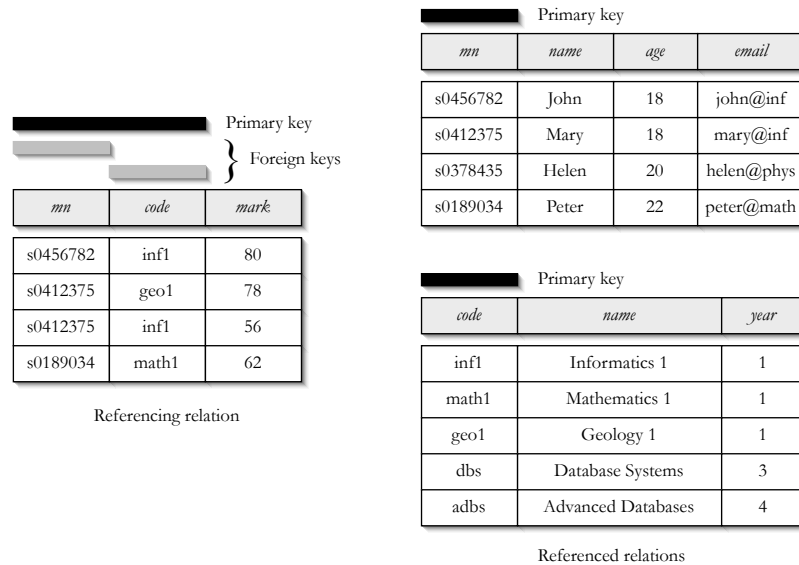 Primary key
mn name age email
s0456782 John 18 john@inf
s0412375 Mary 18 mary@inf
s0378435 Helen 20 helen@phys
s0189034 Peter 22 peter@math
Primary key
} Foreign keys
mn code mark
s0456782 inf1 80
s0412375 geo1 78
s0412375 inf1 56
s0189034 math1 62
Referencing relation
Primary key
code name year
inf1 Informatics 1 1
math1 Mathematics 1 1
geo1 Geology 1 1
dbs Database Systems 3
adbs Advanced Databases 4
Referenced relations